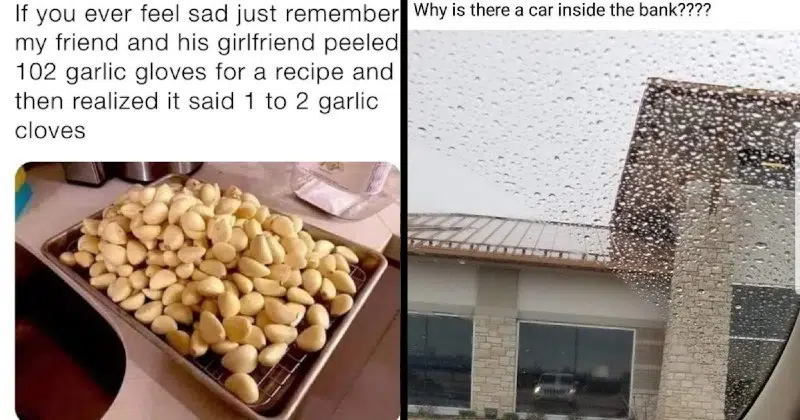 If you ever feel sad just remember
my friend and his girlfriend peeled
102 garlic gloves for a recipe and
then realized it said 1 to 2 garlic
cloves
Why is there a car inside the bank????